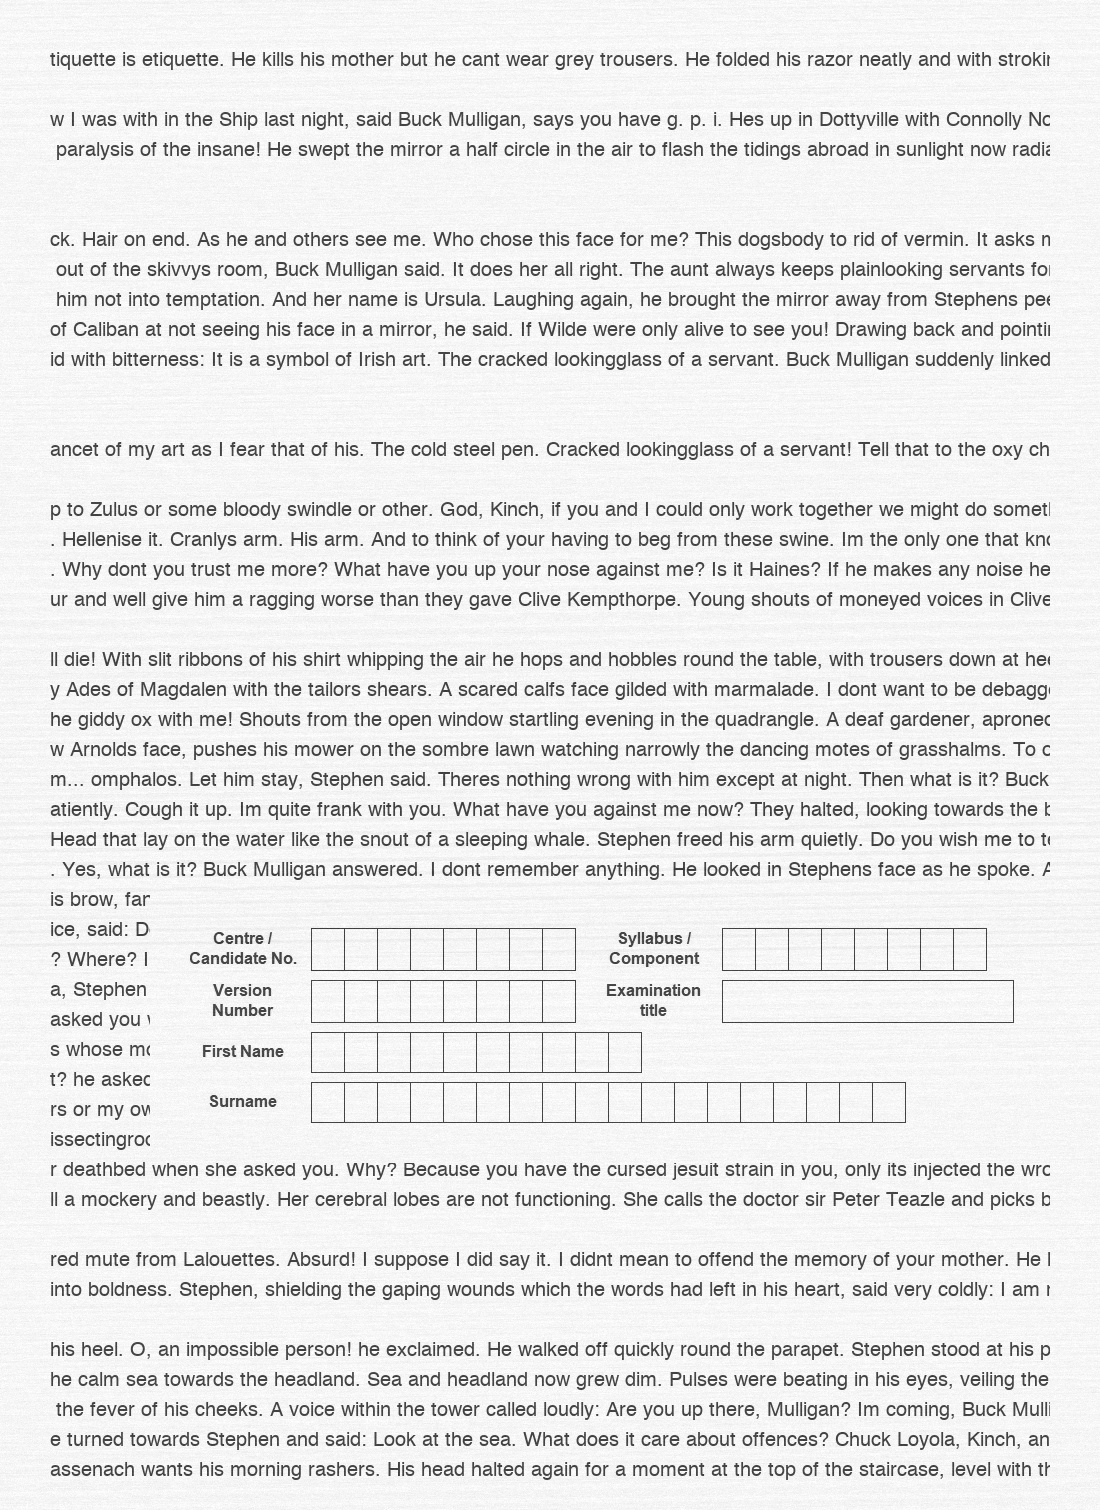 tiquette is etiquette. He kills his mother but he cant wear grey trousers. He folded his razor neatly and with
w I was with in the Ship last night, said Buck Mulligan, says you have g. p. i. Hes up in Dottyville with Connolly
paralysis of the insane! He swept the mirror a half circle in the air to flash the tidings abroad in sunlight now
ck. Hair on end. As he and others see me. Who chose this face for me? This dogsbody to rid of vermin. It asks
out of the skivvys room, Buck Mulligan said. It does her all right. The aunt always keeps plainlooking servants
him not into temptation. And her name is Ursula. Laughing again, he brought the mirror away from Stephens
of Caliban at not seeing his face in a mirror, he said. If Wilde were only alive to see you! Drawing back and
id with bitterness: It is a symbol of Irish art. The cracked lookingglass of a servant. Buck Mulligan suddenly linked
ancet of my art as I fear that of his. The cold steel pen. Cracked lookingglass of a servant! Tell that to the oxy ch
p to Zulus or some bloody swindle or other. God, Kinch, if you and I could only work together we might do
. Hellenise it. Cranlys arm. His arm. And to think of your having to beg from these swine. Im the only one that
. Why dont you trust me more? What have you up your nose against me? Is it Haines? If he makes any noise he
ur and well give him a ragging worse than they gave Clive Kempthorpe. Young shouts of moneyed voices in Clive
ll die! With slit ribbons of his shirt whipping the air he hops and hobbles round the table, with trousers down at
y Ades of Magdalen with the tailors shears. A scared calfs face gilded with marmalade. I dont want to be
he giddy ox with me! Shouts from the open window startling evening in the quadrangle. A deaf gardener,
w Arnolds face, pushes his mower on the sombre lawn watching narrowly the dancing motes of grasshalms. To
m... omphalos. Let him stay, Stephen said. Theres nothing wrong with him except at night. Then what is it? Buck
atiently. Cough it up. Im quite frank with you. What have you against me now? They halted, looking towards the
Head that lay on the water like the snout of a sleeping whale. Stephen freed his arm quietly. Do you wish me to
. Yes, what is it? Buck Mulligan answered. I dont remember anything. He looked in Stephens face as he spoke.
is brow,
ice, said:
? Where? I
a, Stephen
asked you
s whose
t? he asked
rs or my
Centre / Candidate No.
Syllabus / Component
Version Number
Examination title
First Name
Surname
r deathbed when she asked you. Why? Because you have the cursed jesuit strain in you, only its injected the
ll a mockery and beastly. Her cerebral lobes are not functioning. She calls the doctor sir Peter Teazle and picks
red mute from Lalouettes. Absurd! I suppose I did say it. I didnt mean to offend the memory of your mother. He
into boldness. Stephen, shielding the gaping wounds which the words had left in his heart, said very coldly: I am
his heel. O, an impossible person! he exclaimed. He walked off quickly round the parapet. Stephen stood at his
he calm sea towards the headland. Sea and headland now grew dim. Pulses were beating in his eyes, veiling the
the fever of his cheeks. A voice within the tower called loudly: Are you up there, Mulligan? Im coming, Buck
e turned towards Stephen and said: Look at the sea. What does it care about offences? Chuck Loyola, Kinch, an
assenach wants his morning rashers. His head halted again for a moment at the top of the staircase, level with